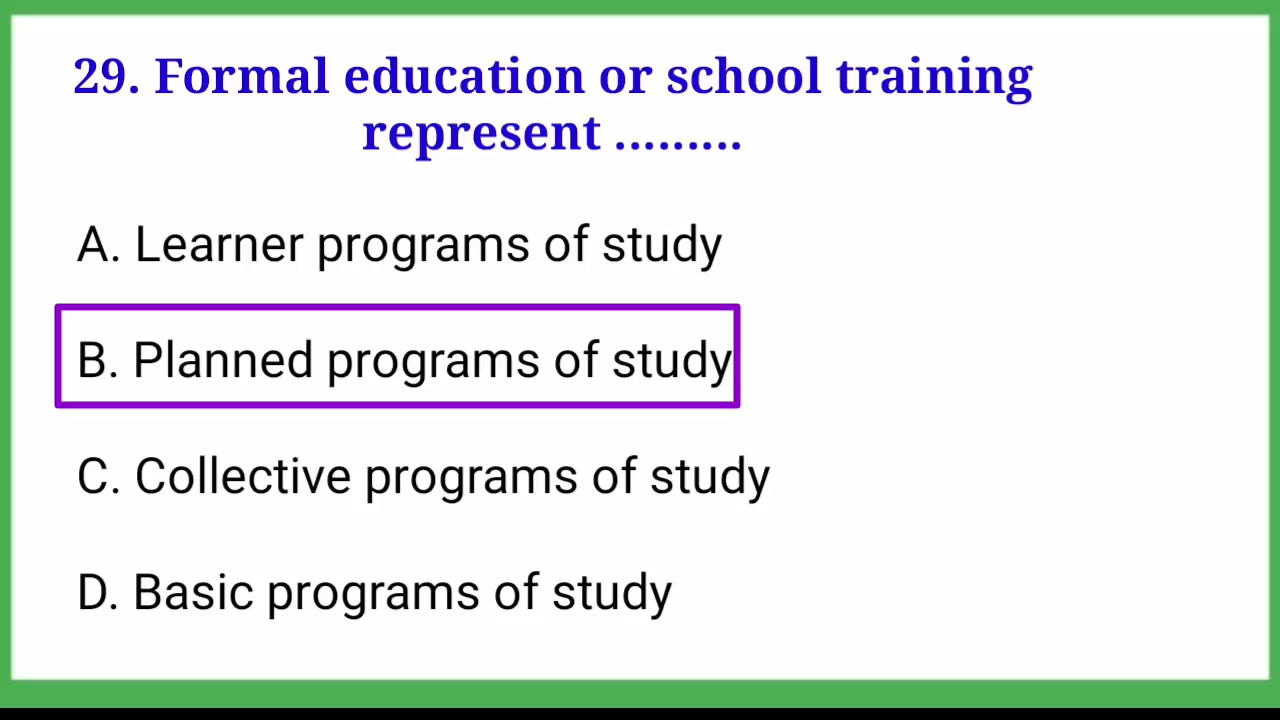 29. Formal education or school training
represent .........
A. Learner programs of study
B. Planned programs of study
C. Collective programs of study
D. Basic programs of study